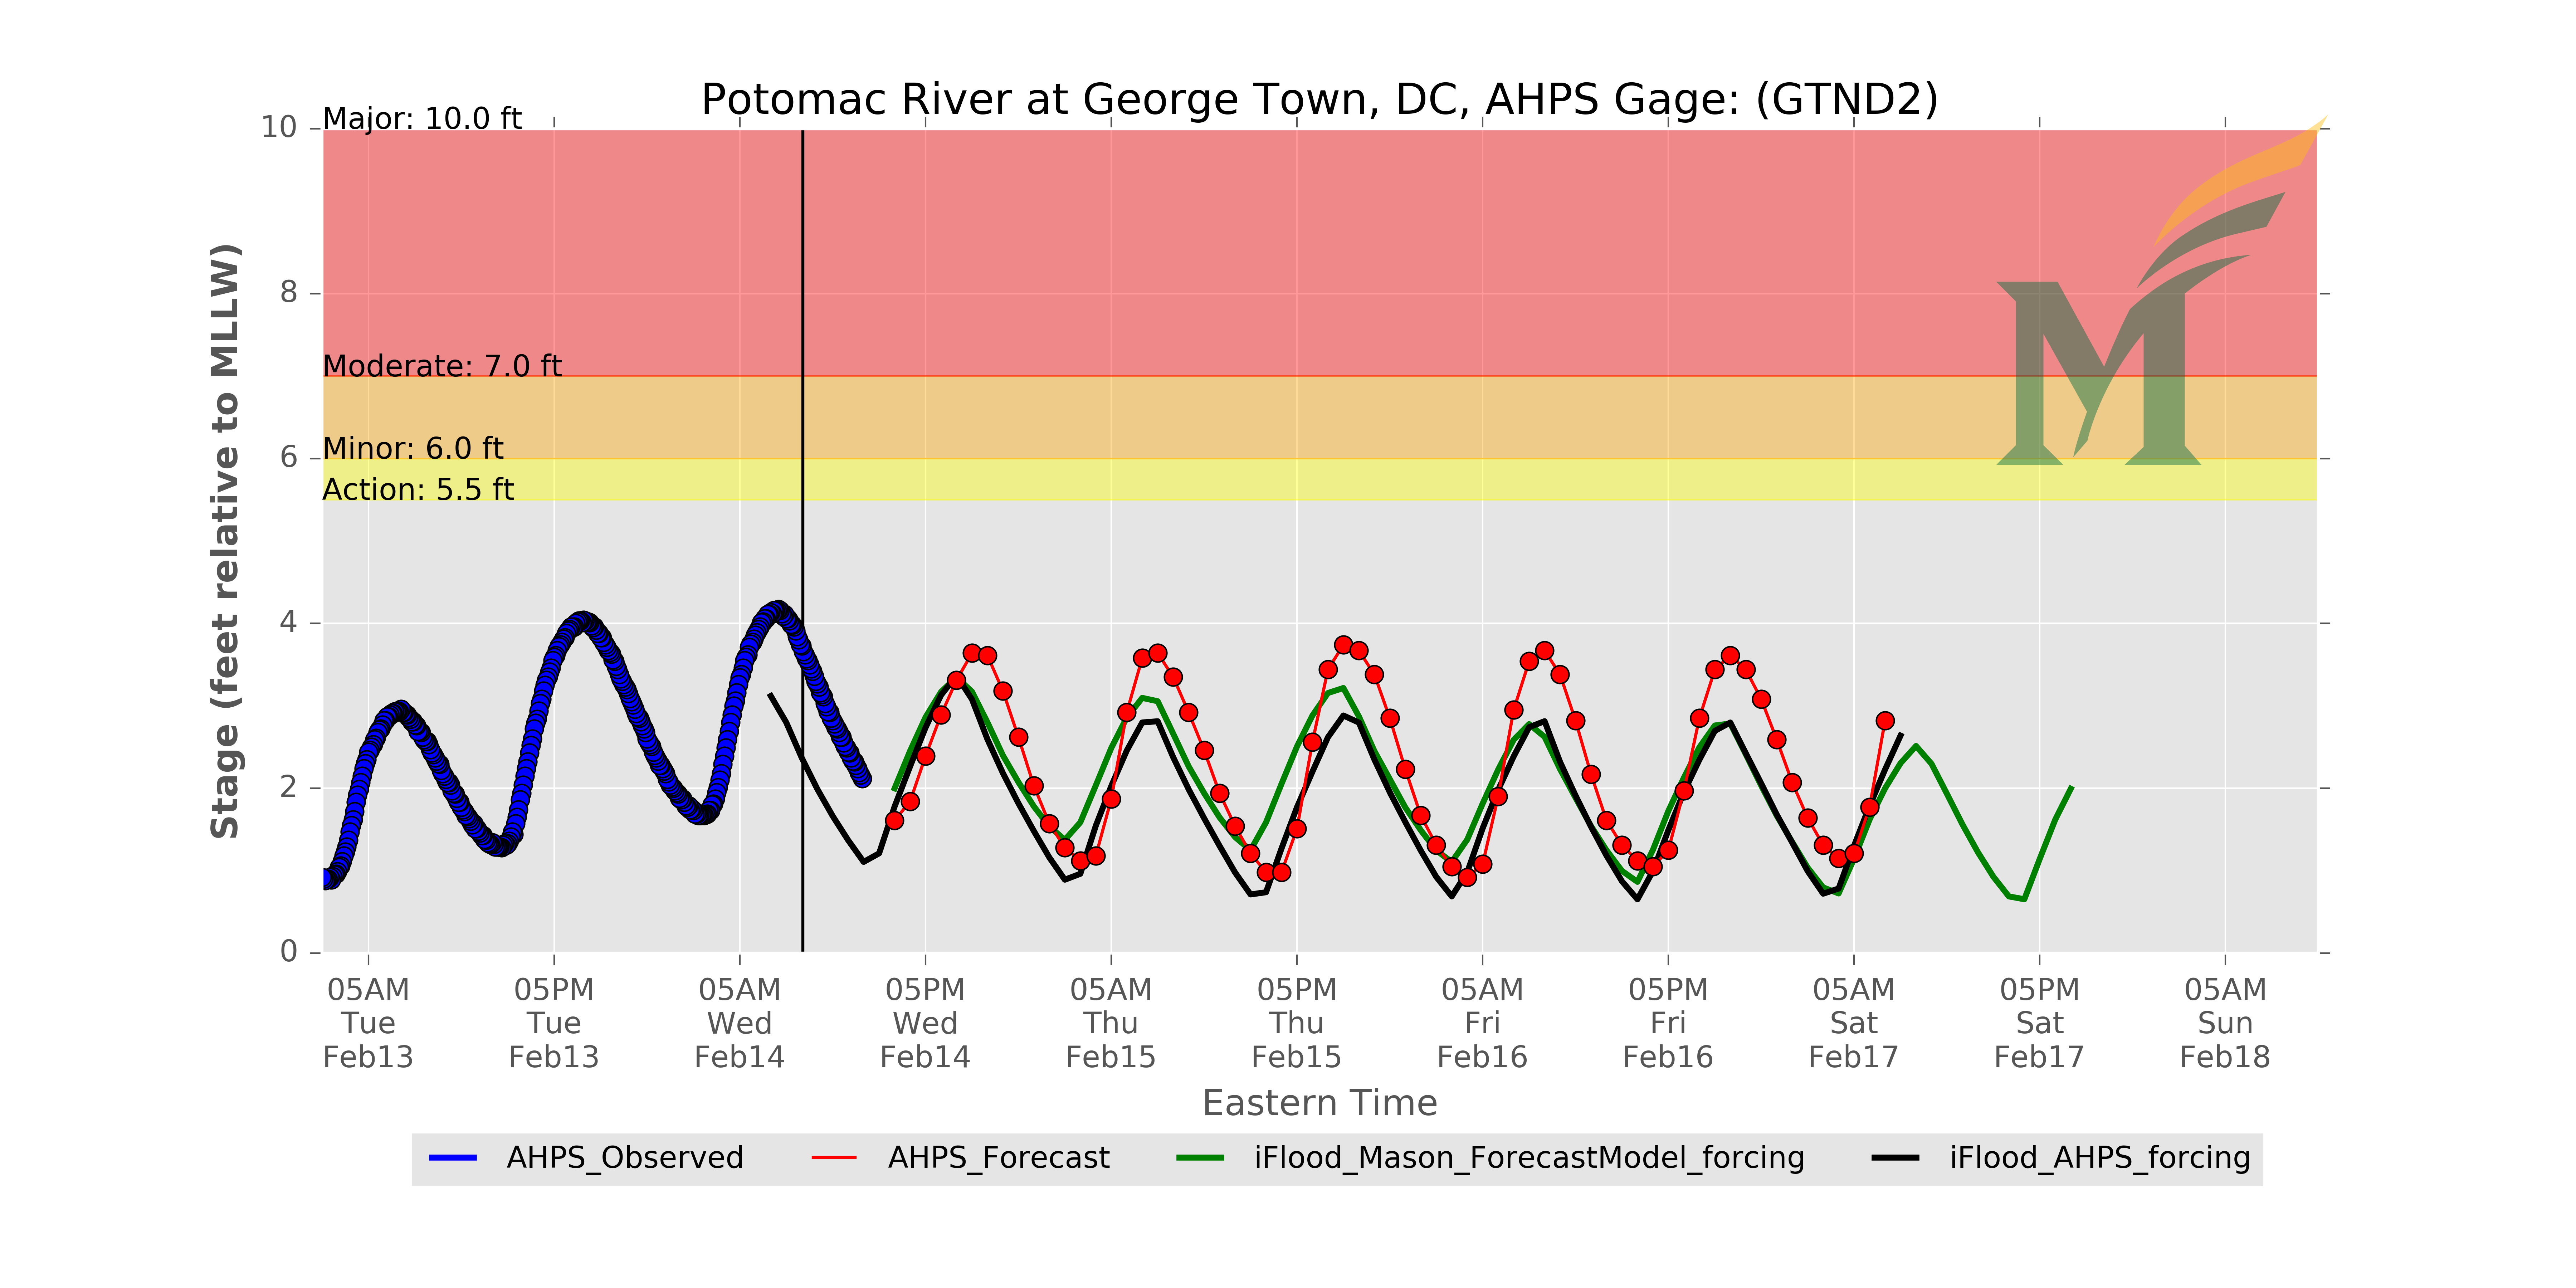 Potomac River at George Town, DC, AHPS Gage: (GTND2)
Major: 10.0 ft
Moderate: 7.0 ft
Minor: 6.0 ft
Action: 5.5 ft
Stage (feet relative to MLLW)
10
8
6
4
2
0
05AM Tue Feb13
05PM Tue Feb13
05AM Wed Feb14
05PM Wed Feb14
05AM Thu Feb15
05PM Thu Feb15
05AM Fri Feb16
05PM Fri Feb16
05AM Sat Feb17
05PM Sat Feb17
05AM Sun Feb18
Eastern Time
AHPS_Observed
AHPS_Forecast
iFlood_Mason_ForecastModel_forcing
iFlood_AHPS_forcing
M